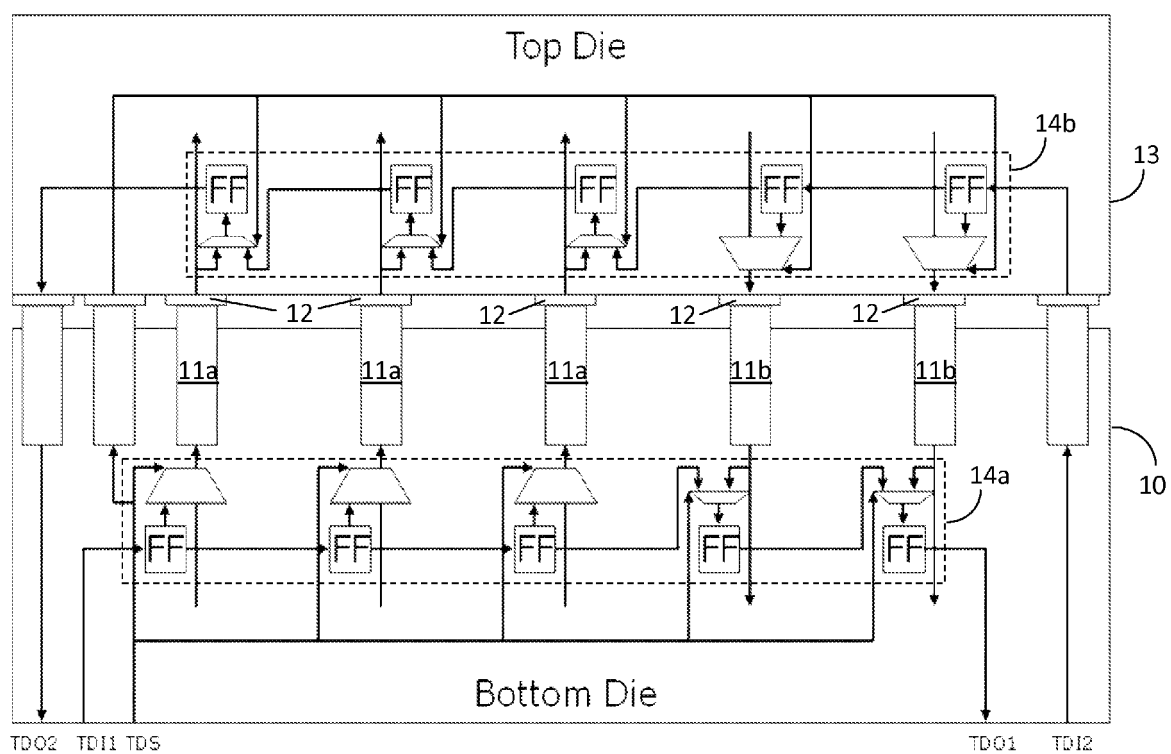 Top Die
14b
13
FF FF FF FF FF
12 12 12 12
11a 11a 11a 11b 11b
10
14a
FF FF FF FF FF
Bottom Die
TDO2 TDI1 TDS TDO1 TDI2